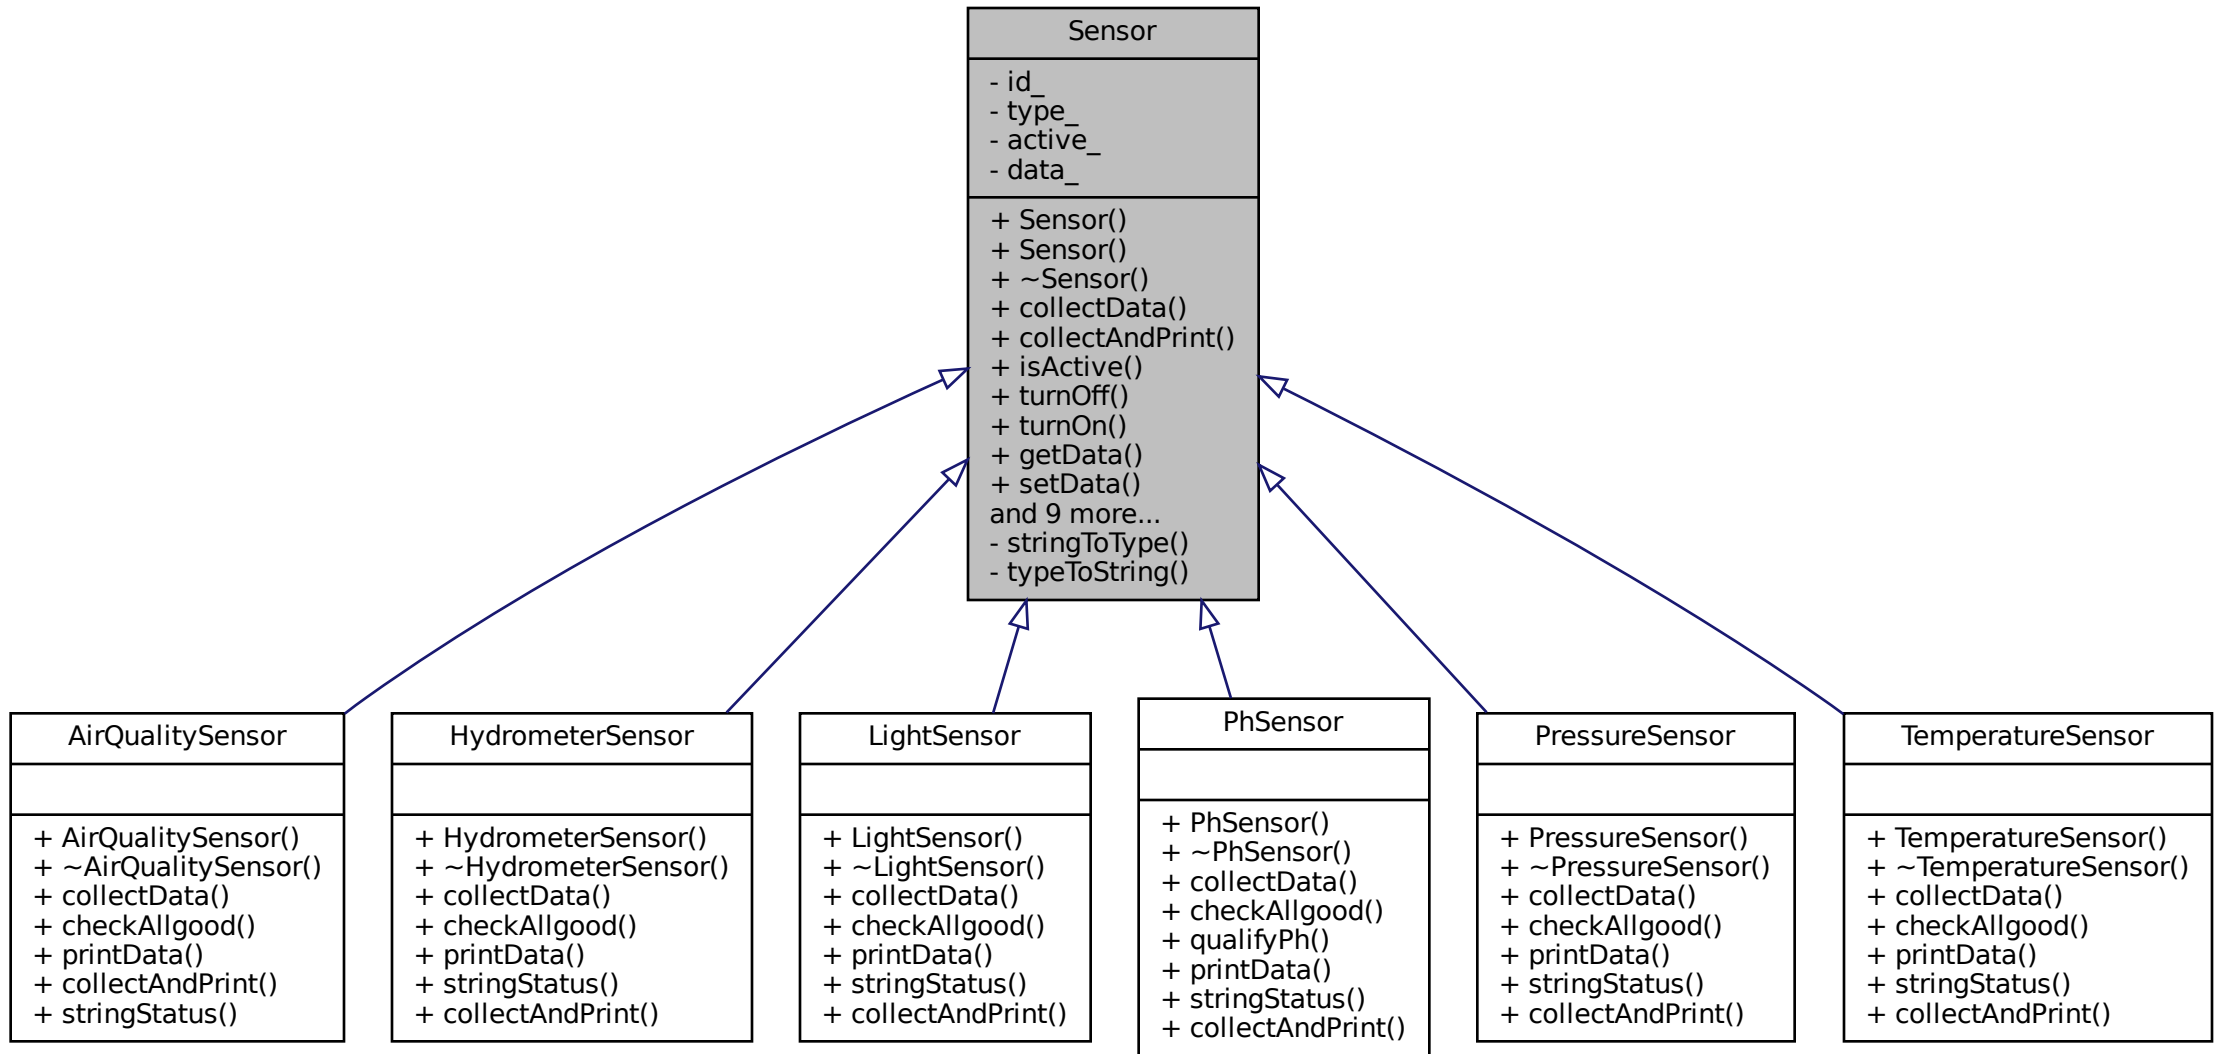 Sensor
- id_
- type_
- active_
- data_
+ Sensor()
+ Sensor()
+ ~Sensor()
+ collectData()
+ collectAndPrint()
+ isActive()
+ turnOff()
+ turnOn()
+ getData()
+ setData()
and 9 more...
- stringToType()
- typeToString()
AirQualitySensor
+ AirQualitySensor()
+ ~AirQualitySensor()
+ collectData()
+ checkAllgood()
+ printData()
+ collectAndPrint()
+ stringStatus()
HydrometerSensor
+ HydrometerSensor()
+ ~HydrometerSensor()
+ collectData()
+ checkAllgood()
+ printData()
+ stringStatus()
+ collectAndPrint()
LightSensor
+ LightSensor()
+ ~LightSensor()
+ collectData()
+ checkAllgood()
+ printData()
+ stringStatus()
+ collectAndPrint()
PhSensor
+ PhSensor()
+ ~PhSensor()
+ collectData()
+ checkAllgood()
+ qualifyPh()
+ printData()
+ stringStatus()
+ collectAndPrint()
PressureSensor
+ PressureSensor()
+ ~PressureSensor()
+ collectData()
+ checkAllgood()
+ printData()
+ stringStatus()
+ collectAndPrint()
TemperatureSensor
+ TemperatureSensor()
+ ~TemperatureSensor()
+ collectData()
+ checkAllgood()
+ printData()
+ stringStatus()
+ collectAndPrint()